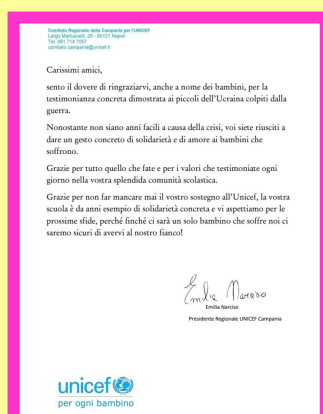 Comitato Regionale della Campania per l'UNICEF
Largo Martuscelli, 26 - 80127 Napoli
Tel. 081 714 7057
comitato.campania@unicef.it
Carissimi amici,
sento il dovere di ringraziarvi, anche a nome dei bambini, per la
testimonianza concreta dimostrata ai piccoli dell'Ucraina colpiti dalla
guerra.
Nonostante non siano anni facili a causa della crisi, voi siete riusciti a
dare un gesto concreto di solidarietà e di amore ai bambini che
soffrono.
Grazie per tutto quello che fate e per i valori che testimoniate ogni
giorno nella vostra splendida comunità scolastica.
Grazie per non far mancare mai il vostro sostegno all'Unicef, la vostra
scuola è da anni esempio di solidarietà concreta e vi aspettiamo per le
prossime sfide, perché finché ci sarà un solo bambino che soffre noi ci
saremo sicuri di avervi al nostro fianco!
Emilia Narciso
Emilia Narciso
Presidente Regionale UNICEF Campania
unicef
per ogni bambino